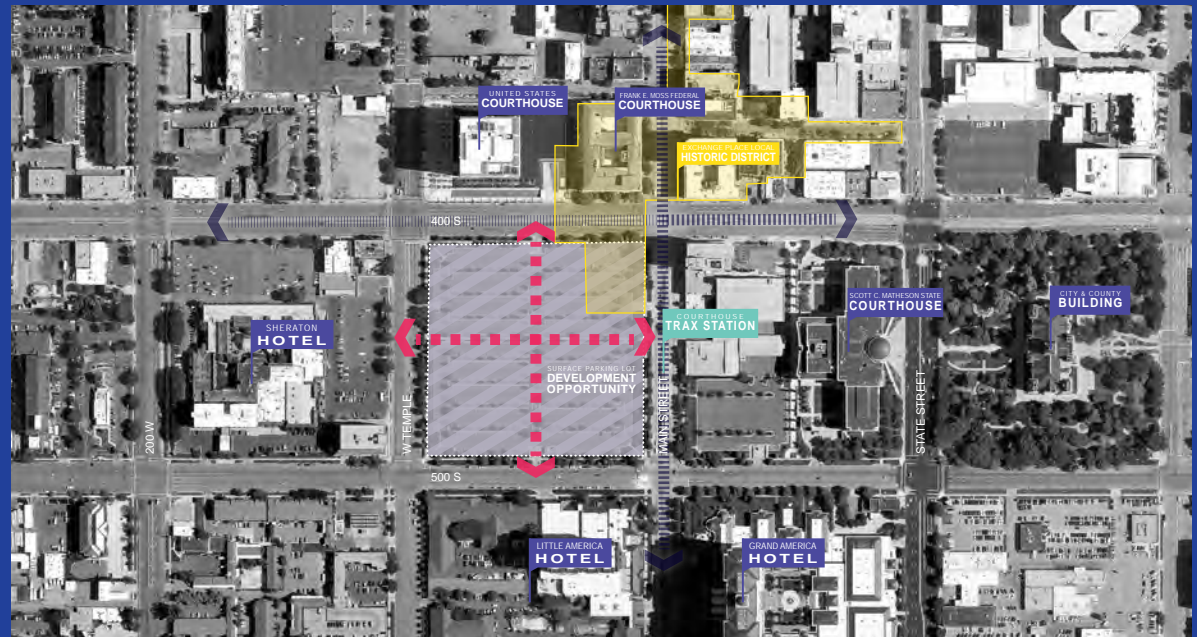 UNITED STATES
COURTHOUSE
FRANK E. MOSS FEDERAL
COURTHOUSE
EXCHANGE PLACE LOCAL
HISTORIC DISTRICT
400 S
SHERATON
HOTEL
COURTHOUSE
TRAX STATION
SCOTT C. MATHESON STATE
COURTHOUSE
CITY & COUNTY
BUILDING
SURFACE PARKING LOT
DEVELOPMENT
OPPORTUNITY
200 W
W TEMPLE
MAIN STREET
STATE STREET
500 S
LITTLE AMERICA
HOTEL
GRAND AMERICA
HOTEL